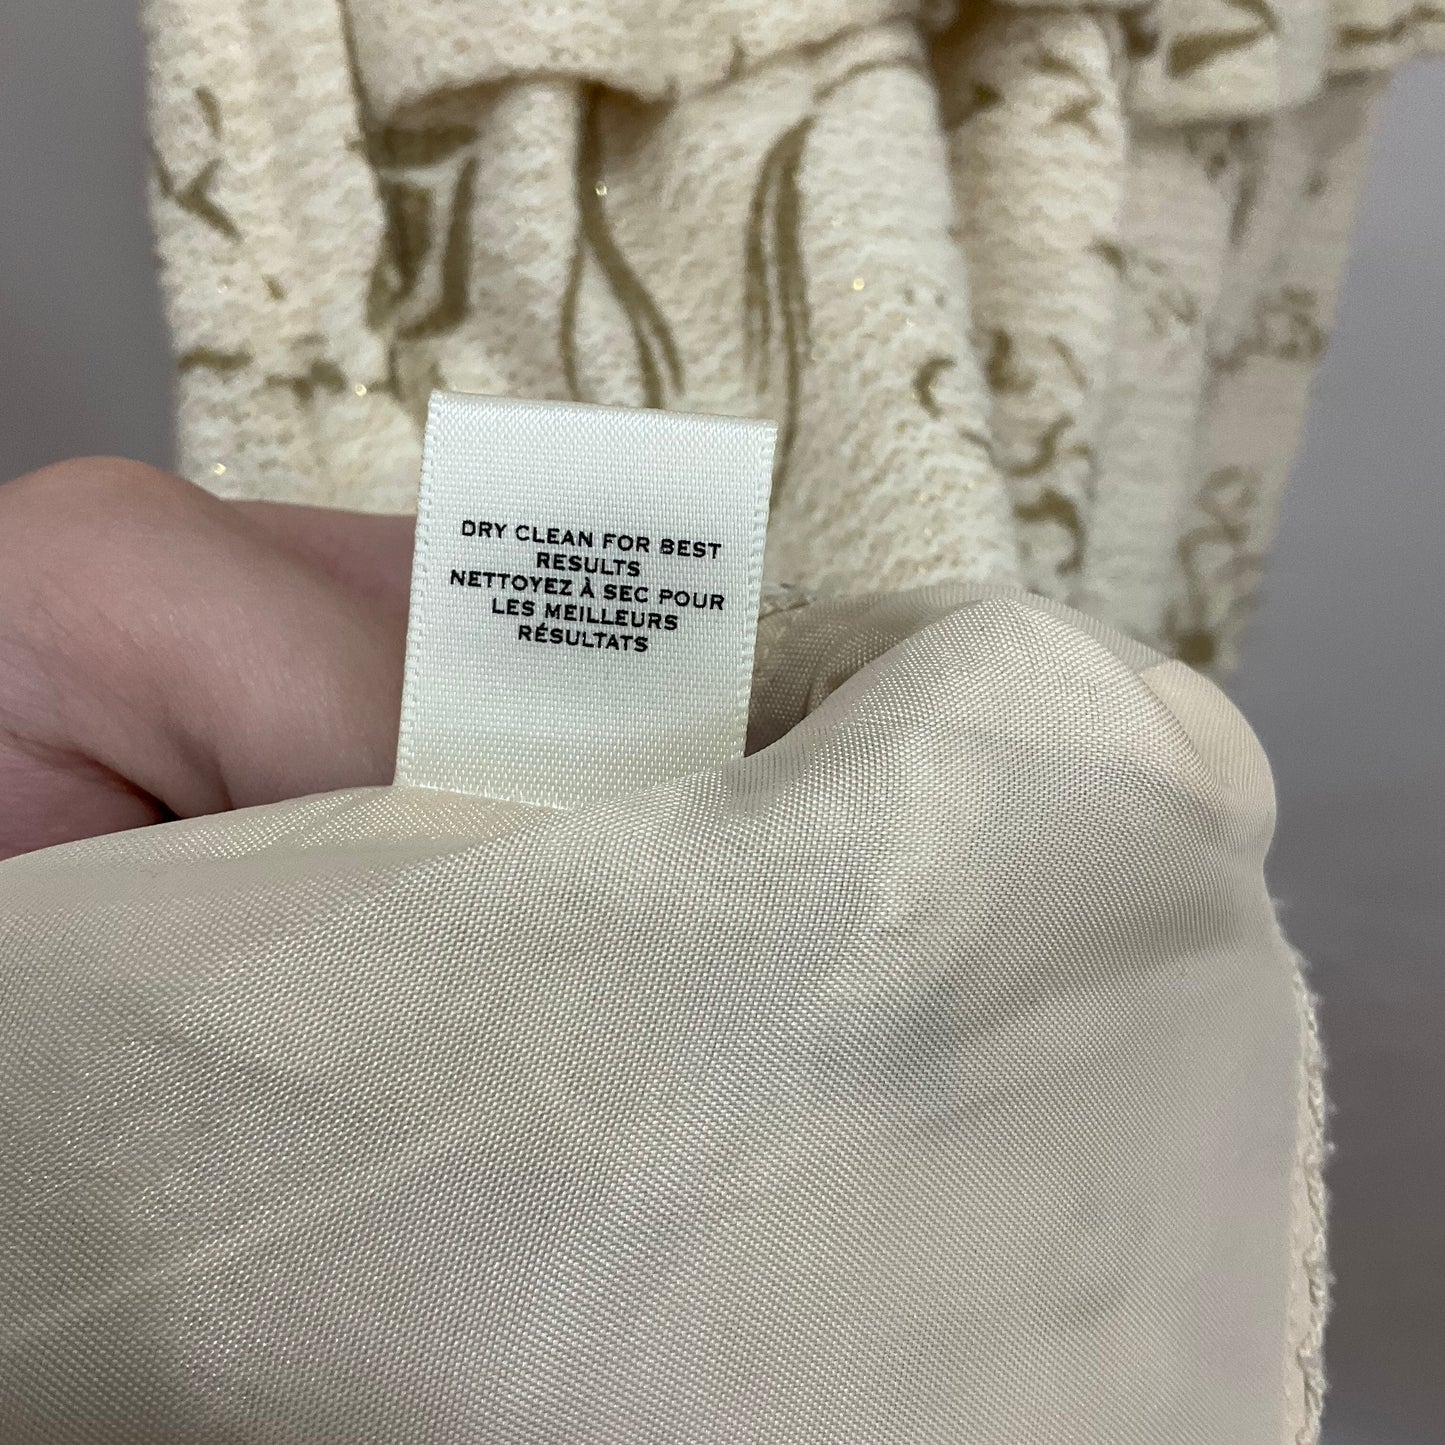 DRY CLEAN FOR BEST
RESULTS
NETTOYEZ À SEC POUR
LES MEILLEURS
RÉSULTATS